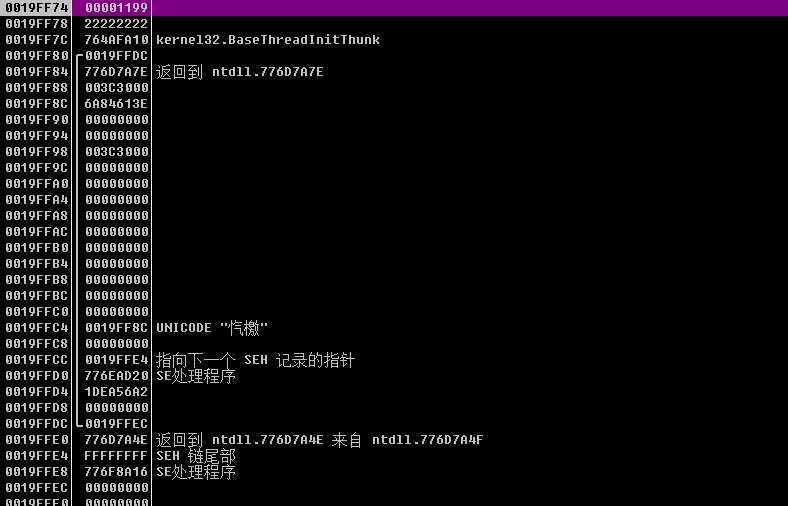 0019FF74 00001199
0019FF78 22222222
0019FF7C 764AFA10 kernel32.BaseThreadInitThunk
0019FF80 0019FFDC
0019FF84 776D7A7E 返回到 ntdll.776D7A7E
0019FF88 003C3000
0019FF8C 6A84613E
0019FF90 00000000
0019FF94 00000000
0019FF98 003C3000
0019FF9C 00000000
0019FFA0 00000000
0019FFA4 00000000
0019FFA8 00000000
0019FFAC 00000000
0019FFB0 00000000
0019FFB4 00000000
0019FFB8 00000000
0019FFBC 00000000
0019FFC0 00000000
0019FFC4 0019FF8C UNICODE "愾檄"
0019FFC8 00000000
0019FFCC 0019FFE4 指向下一个 SEH 记录的指针
0019FFD0 776EAD20 SE处理程序
0019FFD4 1DEA56A2
0019FFD8 00000000
0019FFDC 0019FFEC
0019FFE0 776D7A4E 返回到 ntdll.776D7A4E 来自 ntdll.776D7A4F
0019FFE4 FFFFFFFF SEH 链尾部
0019FFE8 776F8A16 SE处理程序
0019FFEC 00000000
0019FFF0 00000000